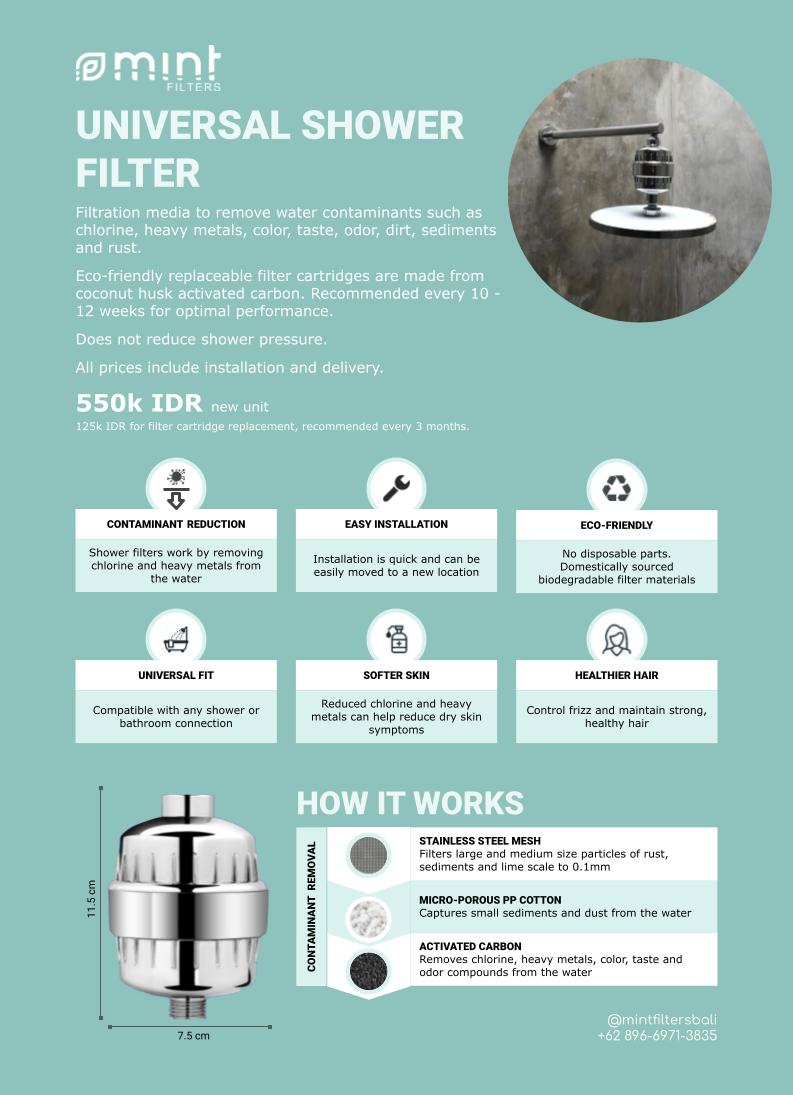 mint
FILTERS
UNIVERSAL SHOWER
FILTER
Filtration media to remove water contaminants such as
chlorine, heavy metals, color, taste, odor, dirt, sediments
and rust.
Eco-friendly replaceable filter cartridges are made from
coconut husk activated carbon. Recommended every 10 -
12 weeks for optimal performance.
Does not reduce shower pressure.
All prices include installation and delivery.
550k IDR new unit
125k IDR for filter cartridge replacement, recommended every 3 months.
CONTAMINANT REDUCTION
Shower filters work by removing
chlorine and heavy metals from
the water
EASY INSTALLATION
Installation is quick and can be
easily moved to a new location
ECO-FRIENDLY
No disposable parts.
Domestically sourced
biodegradable filter materials
UNIVERSAL FIT
Compatible with any shower or
bathroom connection
SOFTER SKIN
Reduced chlorine and heavy
metals can help reduce dry skin
symptoms
HEALTHIER HAIR
Control frizz and maintain strong,
healthy hair
11.5 cm
7.5 cm
HOW IT WORKS
CONTAMINANT REMOVAL
STAINLESS STEEL MESH
Filters large and medium size particles of rust,
sediments and lime scale to 0.1mm
MICRO-POROUS PP COTTON
Captures small sediments and dust from the water
ACTIVATED CARBON
Removes chlorine, heavy metals, color, taste and
odor compounds from the water
@mintfiltersbali
+62 896-6971-3835